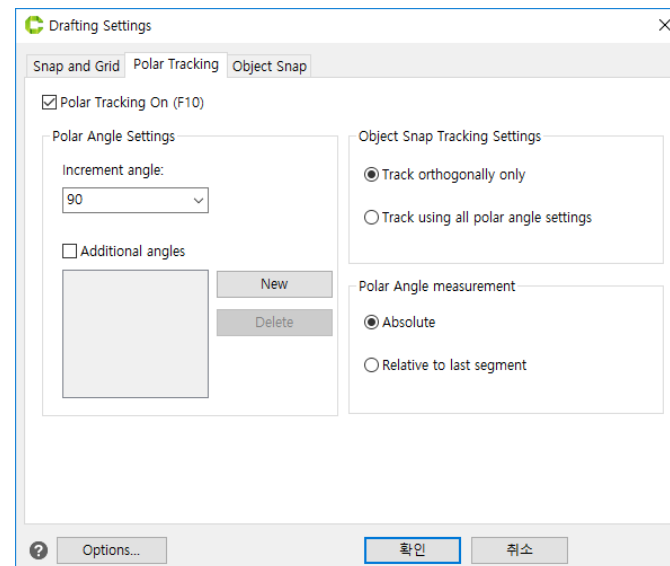 Drafting Settings
Snap and Grid Polar Tracking Object Snap
Polar Tracking On (F10)
Polar Angle Settings
Increment angle:
90
Additional angles
New
Delete
Object Snap Tracking Settings
Track orthogonally only
Track using all polar angle settings
Polar Angle measurement
Absolute
Relative to last segment
? Options... 확인 취소